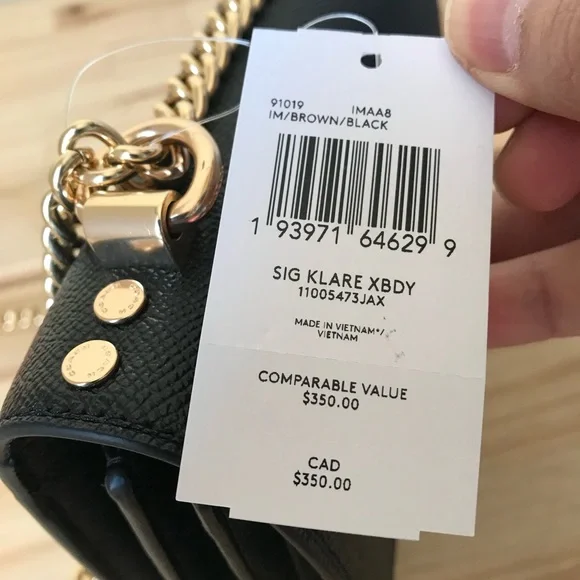 91019 IMAA8
IM/BROWN/BLACK
1 93971 64629 9
SIG KLARE XBDY
11005473JAX
MADE IN VIETNAM*/
VIETNAM
COMPARABLE VALUE
$350.00
CAD
$350.00